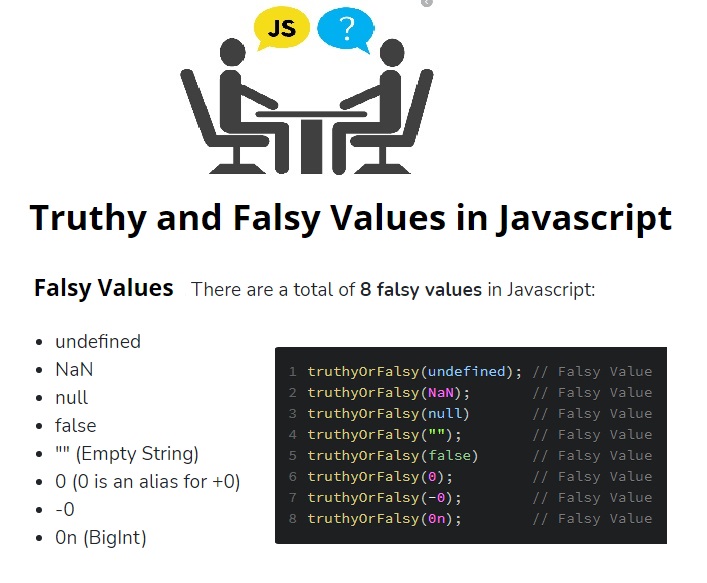 JS ?
Truthy and Falsy Values in Javascript
Falsy Values There are a total of 8 falsy values in Javascript:
• undefined
• NaN
• null
• false
• "" (Empty String)
• 0 (0 is an alias for +0)
• -0
• 0n (BigInt)
1 truthyOrFalsy(undefined); // Falsy Value
2 truthyOrFalsy(NaN); // Falsy Value
3 truthyOrFalsy(null) // Falsy Value
4 truthyOrFalsy(""); // Falsy Value
5 truthyOrFalsy(false) // Falsy Value
6 truthyOrFalsy(0); // Falsy Value
7 truthyOrFalsy(-0); // Falsy Value
8 truthyOrFalsy(0n); // Falsy Value